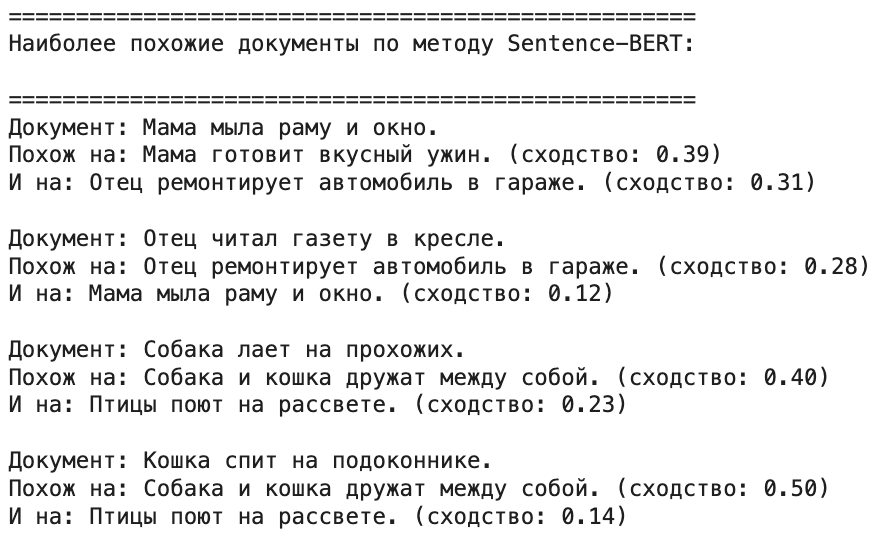 ===================================================
Наиболее похожие документы по методу Sentence-BERT:
===================================================
Документ: Мама мыла раму и окно.
Похож на: Мама готовит вкусный ужин. (сходство: 0.39)
И на: Отец ремонтирует автомобиль в гараже. (сходство: 0.31)
Документ: Отец читал газету в кресле.
Похож на: Отец ремонтирует автомобиль в гараже. (сходство: 0.28)
И на: Мама мыла раму и окно. (сходство: 0.12)
Документ: Собака лает на прохожих.
Похож на: Собака и кошка дружат между собой. (сходство: 0.40)
И на: Птицы поют на рассвете. (сходство: 0.23)
Документ: Кошка спит на подоконнике.
Похож на: Собака и кошка дружат между собой. (сходство: 0.50)
И на: Птицы поют на рассвете. (сходство: 0.14)